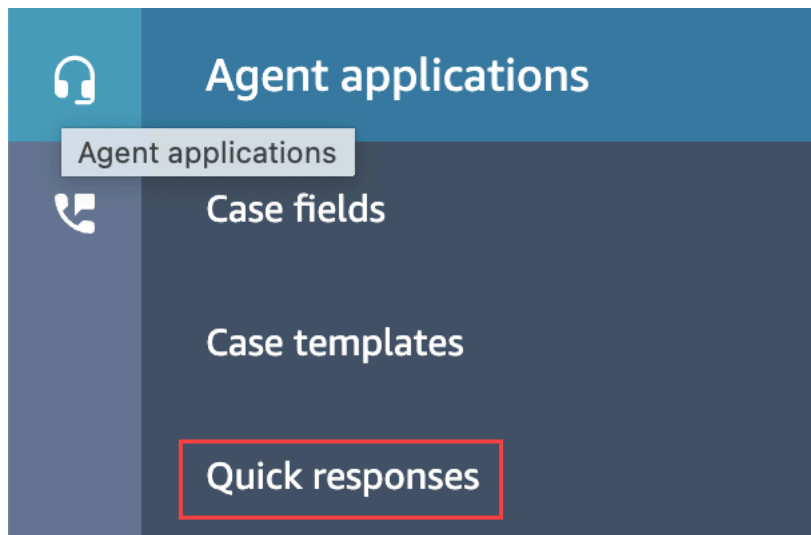 Agent applications
Agent applications
Case fields
Case templates
Quick responses